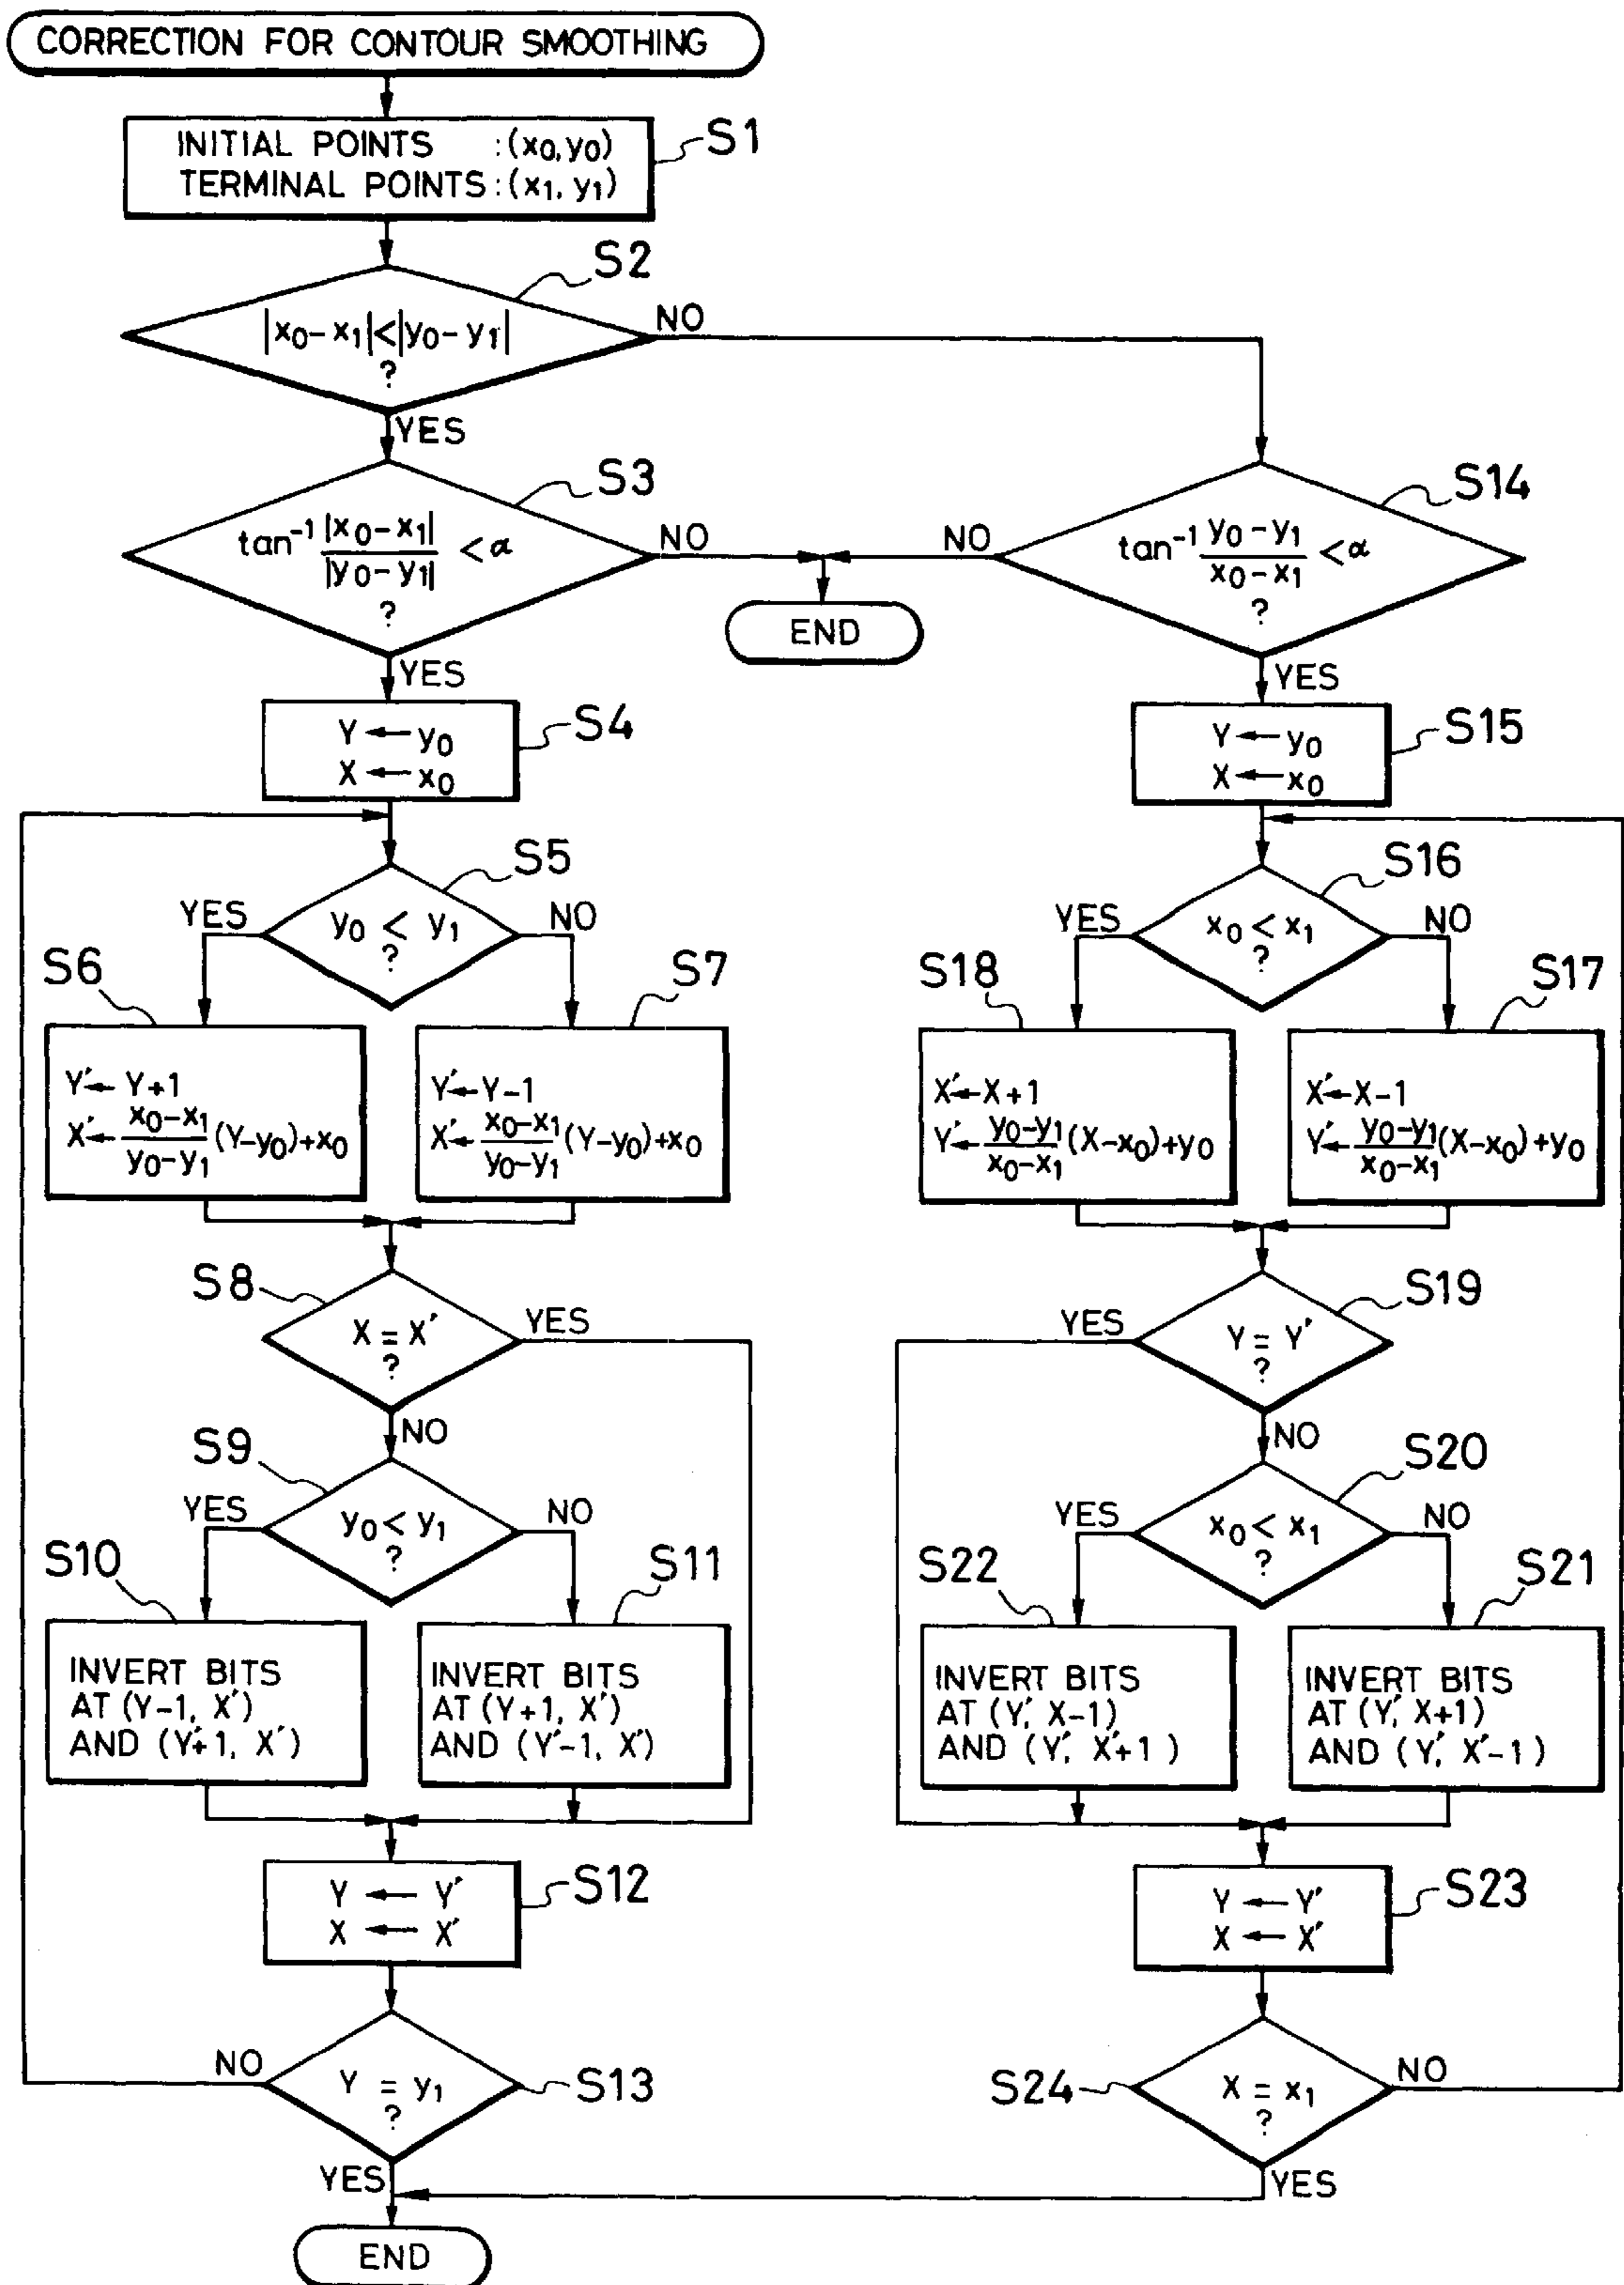 CORRECTION FOR CONTOUR SMOOTHING
INITIAL POINTS :(x0,y0)
TERMINAL POINTS:(x1, y1)
S1
S2
|x0-x1|<|y0-y1|
?
NO
YES
S3
tan-1 |x0-x1| / |y0-y1| <α
?
NO
YES
S14
tan-1 y0-y1 / x0-x1 <α
?
NO
YES
END
S4
Y ← y0
X ← x0
S15
Y ← y0
X ← x0
S5
y0 < y1
?
YES
NO
S16
x0 < x1
?
YES
NO
S6
Y'← Y+1
X'← x0-x1 / y0-y1 (Y-y0)+x0
S7
Y'← Y-1
X'← x0-x1 / y0-y1 (Y-y0)+x0
S18
X'←X+1
Y'← y0-y1 / x0-x1 (X-x0)+y0
S17
X'←X-1
Y'← y0-y1 / x0-x1 (X-x0)+y0
S8
X = X'
?
YES
NO
S19
Y = Y'
?
YES
NO
S9
y0 < y1
?
YES
NO
S20
x0 < x1
?
YES
NO
S10
INVERT BITS
AT (Y-1, X')
AND (Y'+1, X')
S11
INVERT BITS
AT (Y+1, X')
AND (Y'-1, X')
S22
INVERT BITS
AT (Y', X-1)
AND (Y', X'+1)
S21
INVERT BITS
AT (Y', X+1)
AND (Y', X'-1)
S12
Y ← Y'
X ← X'
S23
Y ← Y'
X ← X'
S13
Y = y1
?
NO
YES
S24
X = x1
?
NO
YES
END